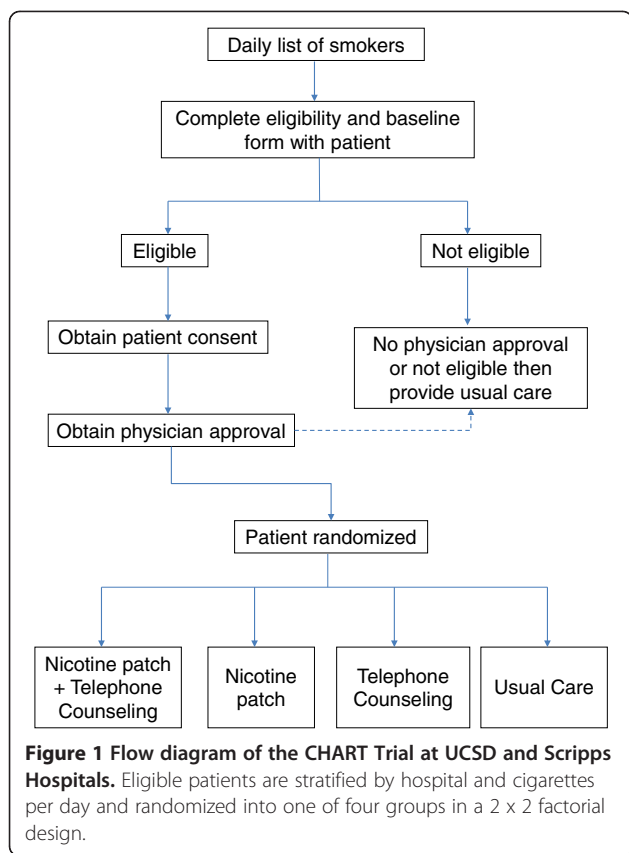 Daily list of smokers
Complete eligibility and baseline
form with patient
Eligible
Not eligible
Obtain patient consent
No physician approval
or not eligible then
provide usual care
Obtain physician approval
Patient randomized
Nicotine patch
+ Telephone
Counseling
Nicotine
patch
Telephone
Counseling
Usual Care
Figure 1 Flow diagram of the CHART Trial at UCSD and Scripps
Hospitals. Eligible patients are stratified by hospital and cigarettes
per day and randomized into one of four groups in a 2 x 2 factorial
design.